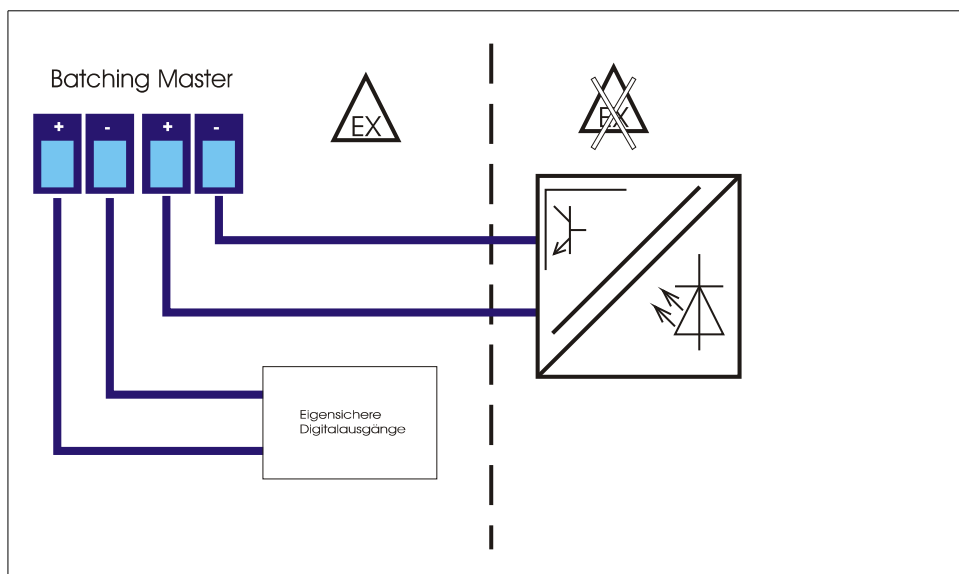 Batching Master
+ - + -
EX
EX
Eigensichere
Digitalausgänge